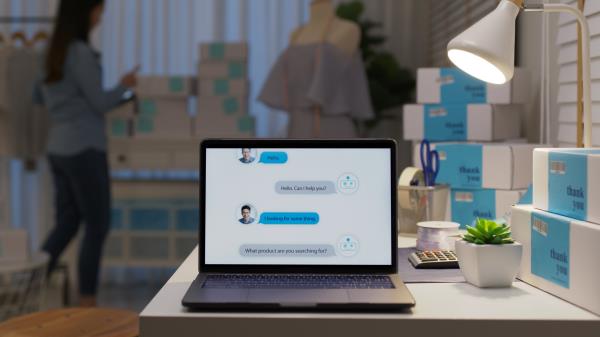 Hello,
Hello. Can I help you?
I looking for some thing.
What product are you searching for?
thank
you
thank
you
thank
you
thank
you